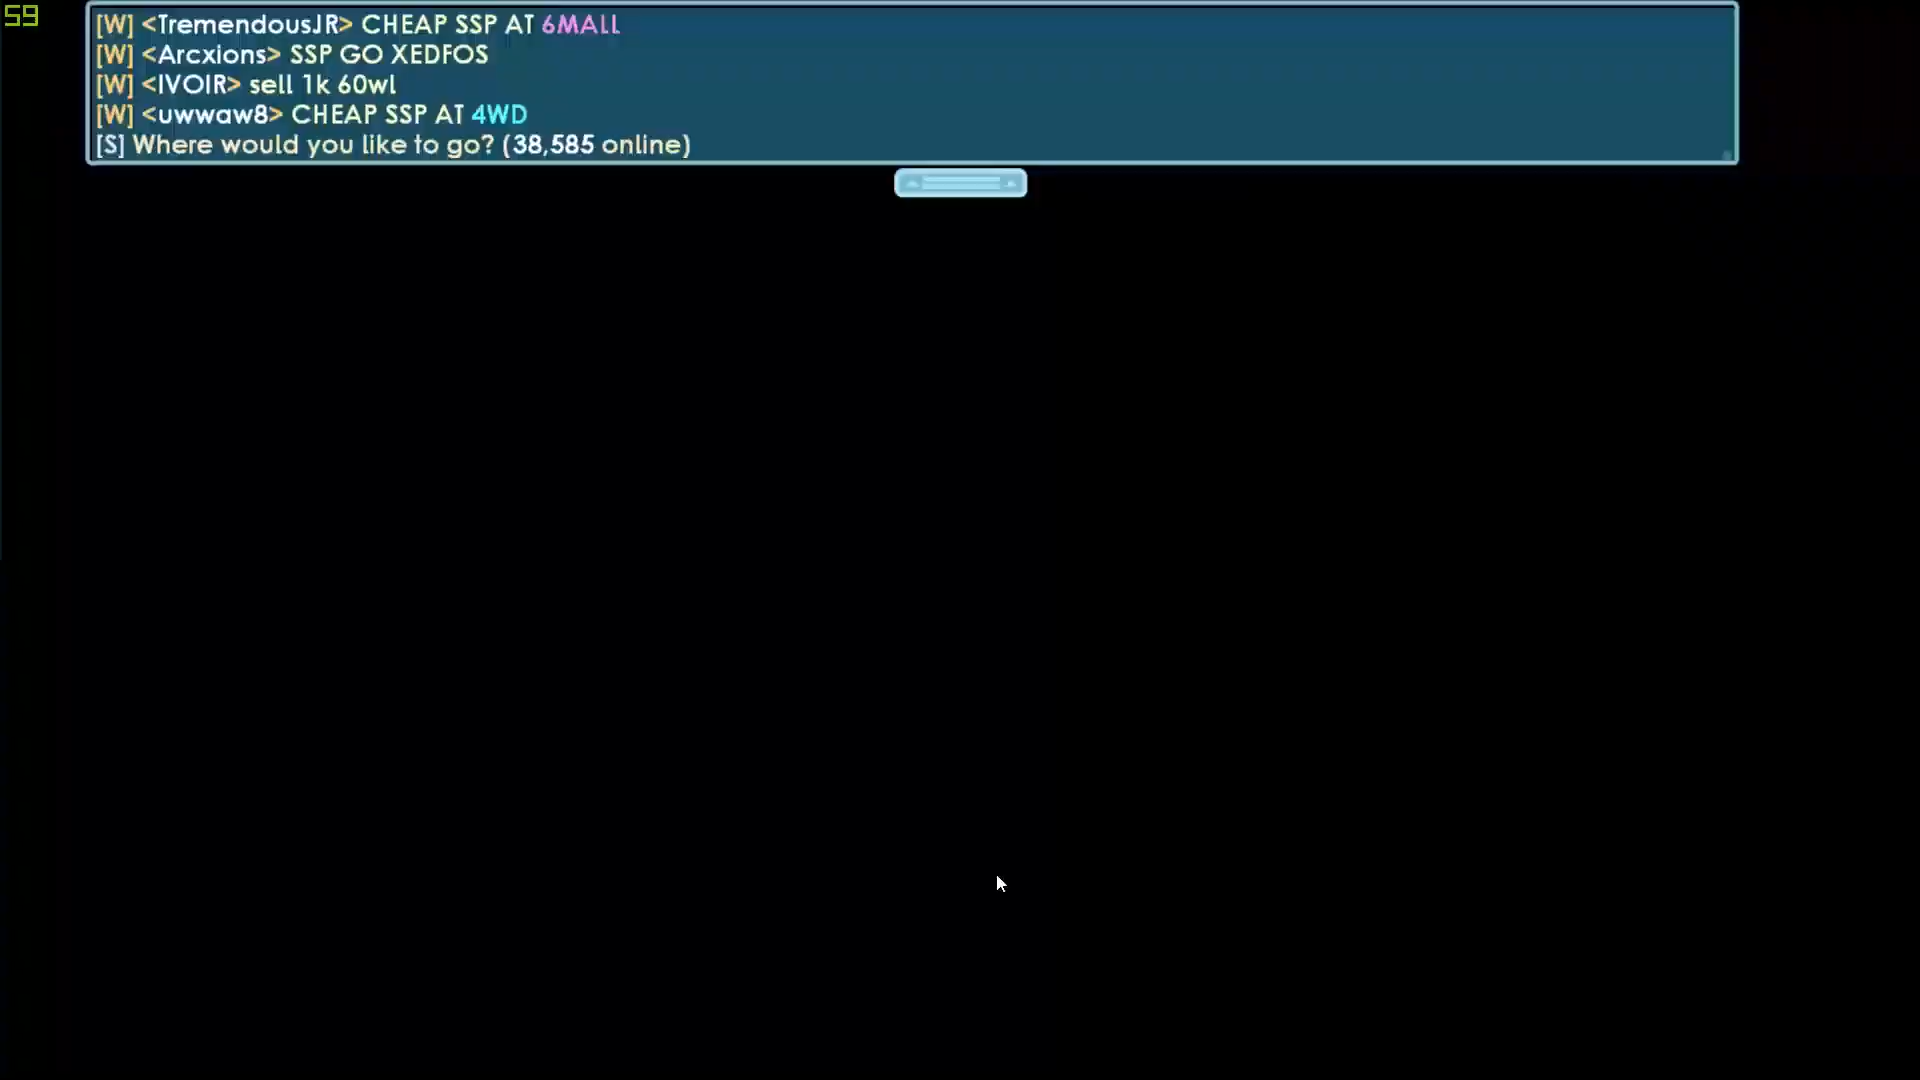 59
[W] <TremendousJR> CHEAP SSP AT 6MALL
[W] <Arcxions> SSP GO XEDFOS
[W] <IVOIR> sell 1k 60wl
[W] <uwwaw8> CHEAP SSP AT 4WD
[S] Where would you like to go? (38,585 online)